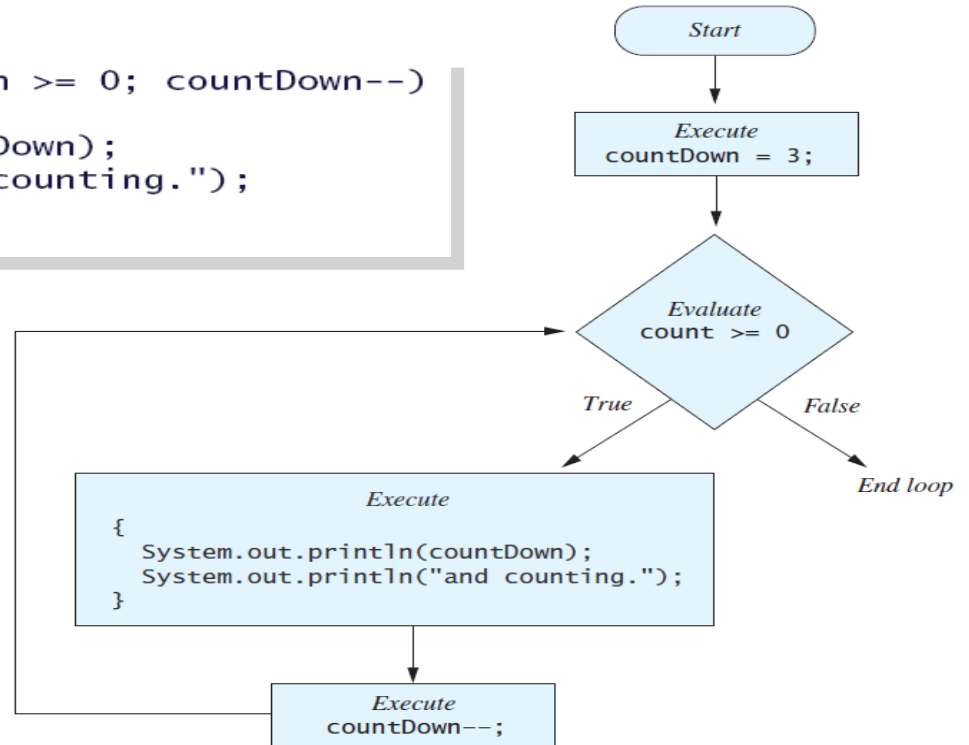 n >= 0; countDown--)
Down);
counting.");
Start
Execute
countDown = 3;
Evaluate
count >= 0
True
False
End loop
Execute
{
System.out.println(countDown);
System.out.println("and counting.");
}
Execute
countDown--;